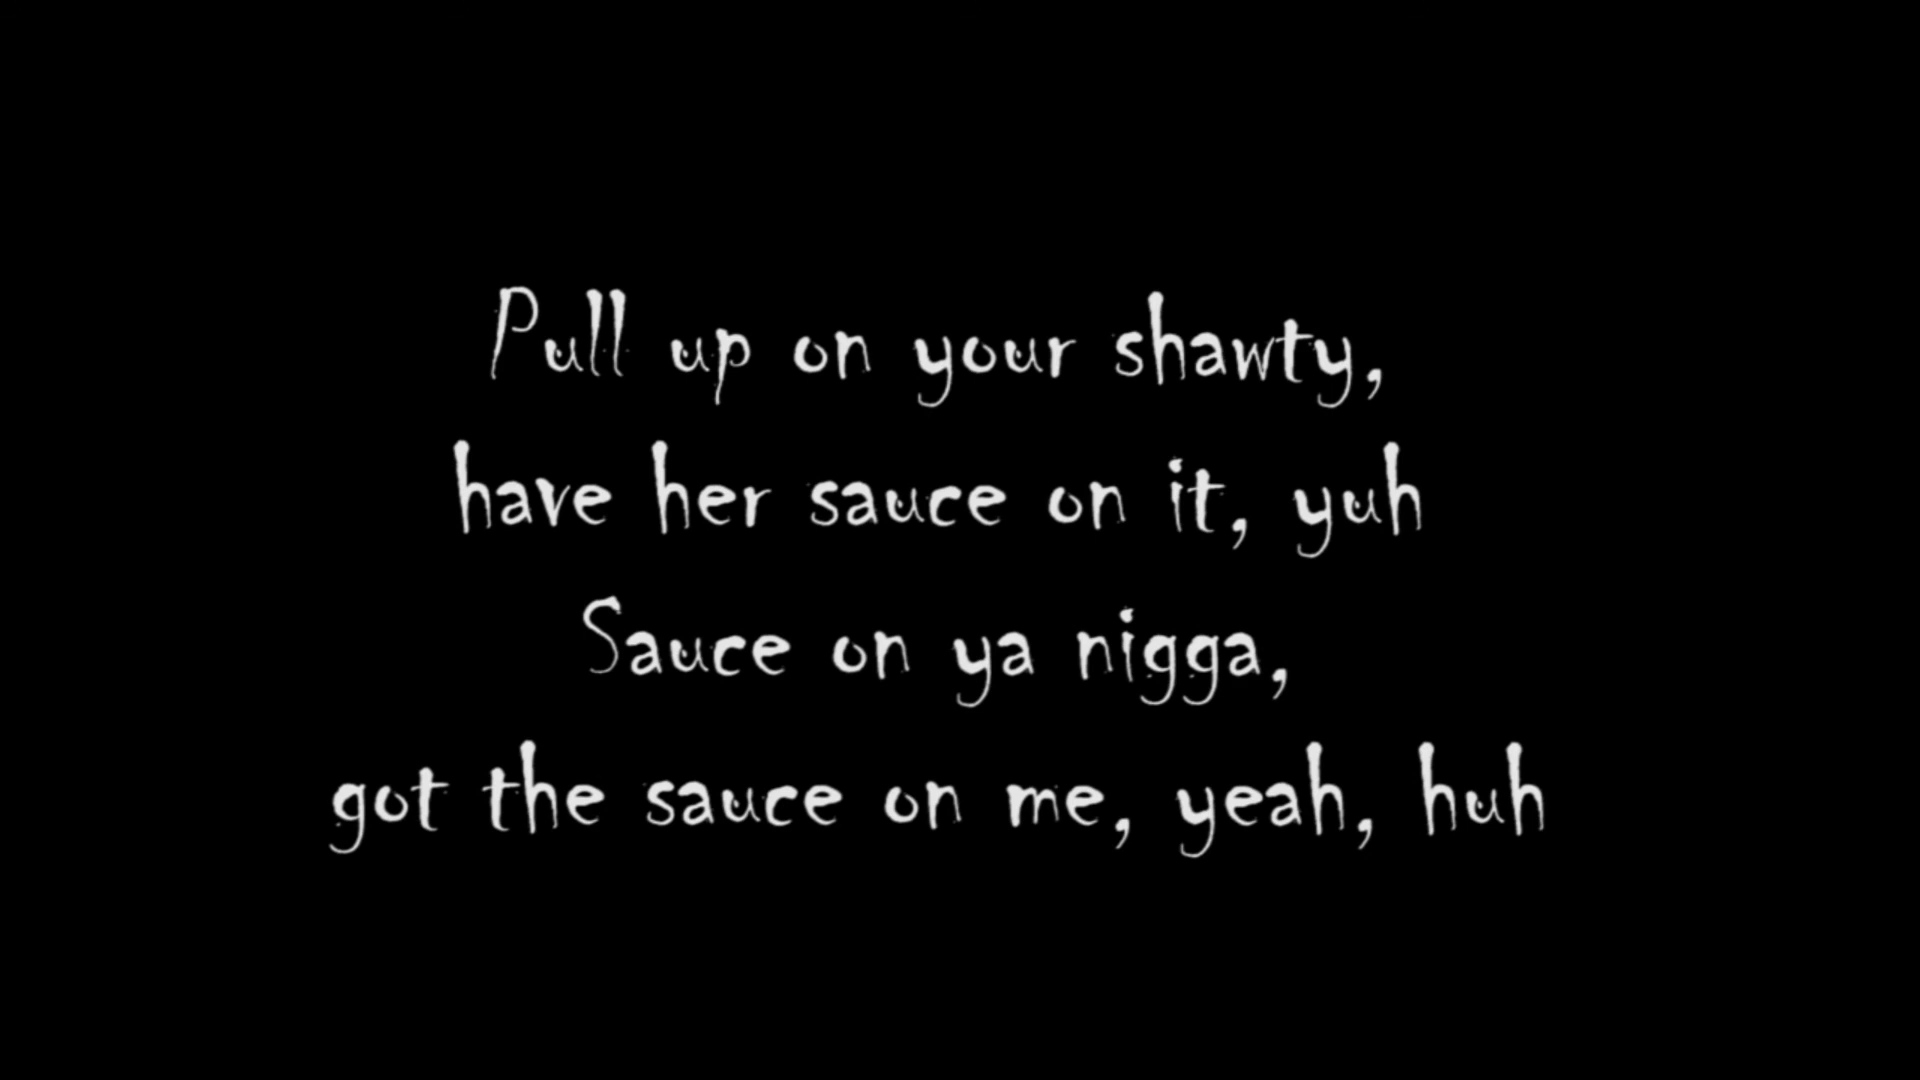 Pull up on your shawty,
have her sauce on it, yuh
Sauce on ya nigga,
got the sauce on me, yeah, huh